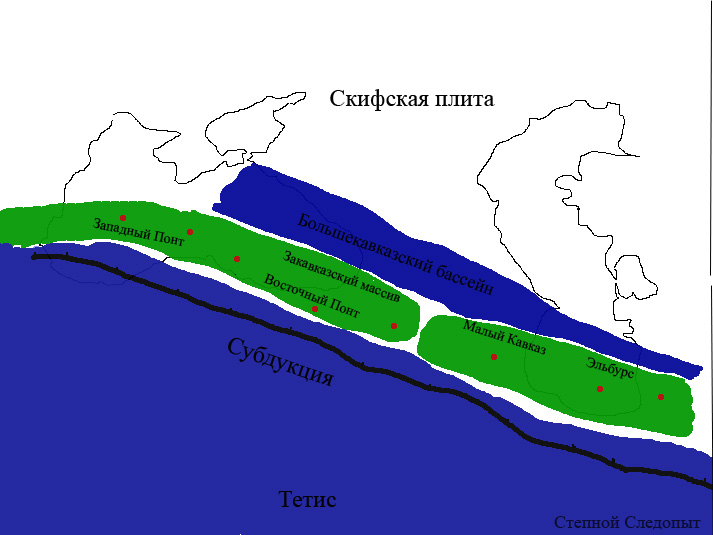 Скифская плита
Большекавказский бассейн
Западный Понт
Закавказский массив
Восточный Понт
Малый Кавказ
Эльбурс
Субдукция
Тетис
Степной Следопыт